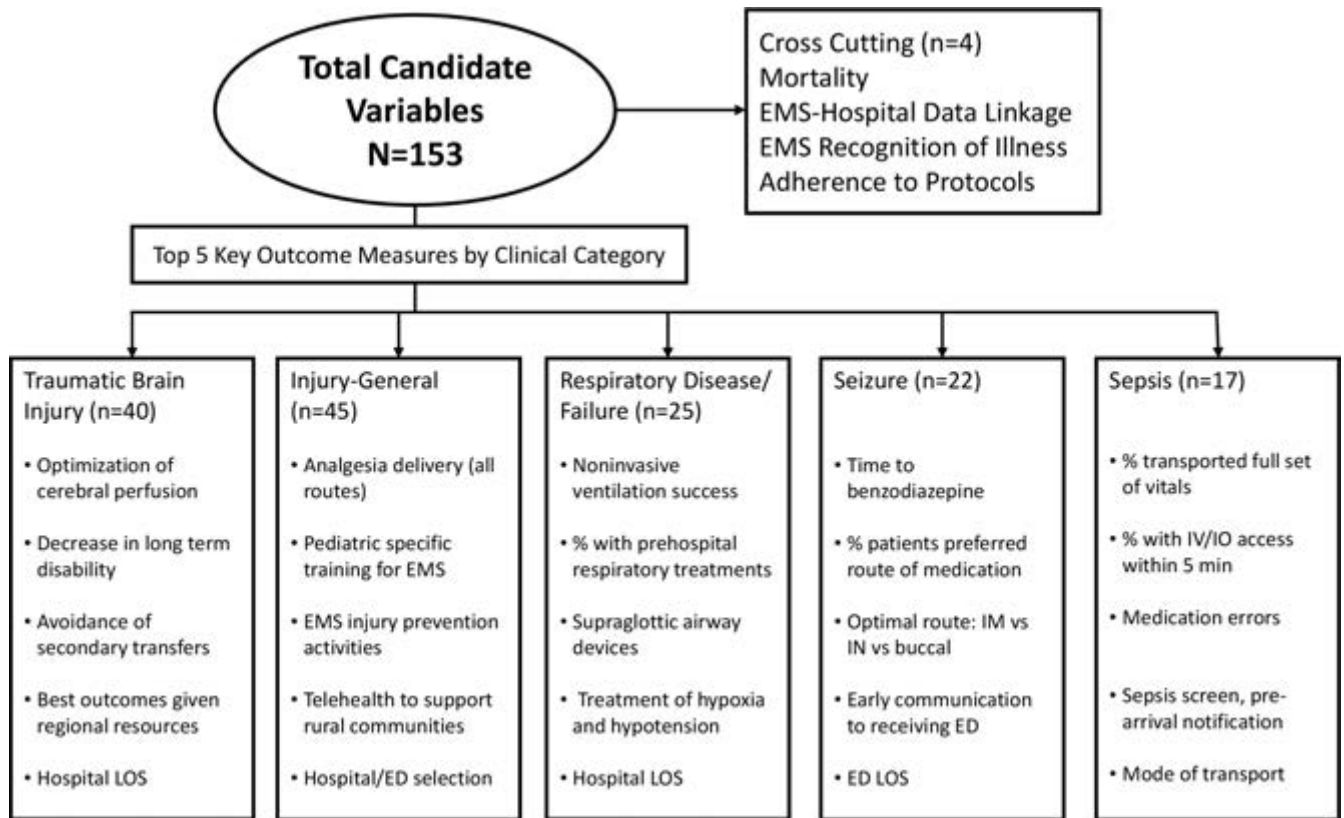 Total Candidate
Variables
N=153
Cross Cutting (n=4)
Mortality
EMS-Hospital Data Linkage
EMS Recognition of Illness
Adherence to Protocols
Top 5 Key Outcome Measures by Clinical Category
Traumatic Brain
Injury (n=40)
• Optimization of
cerebral perfusion
• Decrease in long term
disability
• Avoidance of
secondary transfers
• Best outcomes given
regional resources
• Hospital LOS
Injury-General
(n=45)
• Analgesia delivery (all
routes)
• Pediatric specific
training for EMS
• EMS injury prevention
activities
• Telehealth to support
rural communities
• Hospital/ED selection
Respiratory Disease/
Failure (n=25)
• Noninvasive
ventilation success
• % with prehospital
respiratory treatments
• Supraglottic airway
devices
• Treatment of hypoxia
and hypotension
• Hospital LOS
Seizure (n=22)
• Time to
benzodiazepine
• % patients preferred
route of medication
• Optimal route: IM vs
IN vs buccal
• Early communication
to receiving ED
• ED LOS
Sepsis (n=17)
• % transported full set
of vitals
• % with IV/IO access
within 5 min
• Medication errors
• Sepsis screen, pre-
arrival notification
• Mode of transport